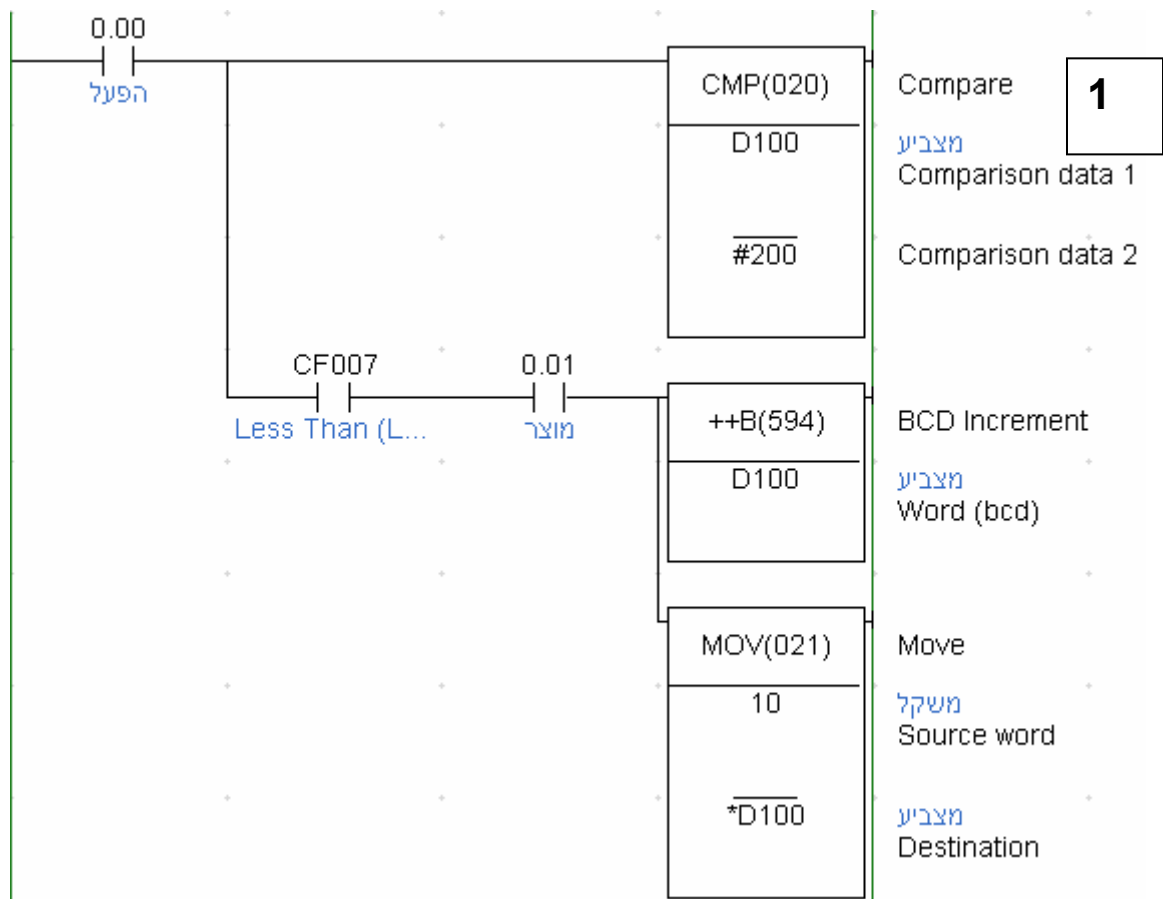 0.00
הפעל
CMP(020)
Compare
1
D100
מצביע
Comparison data 1
#200
Comparison data 2
CF007
0.01
Less Than (L...
מוצר
++B(594)
BCD Increment
D100
מצביע
Word (bcd)
MOV(021)
Move
10
משקל
Source word
*D100
מצביע
Destination